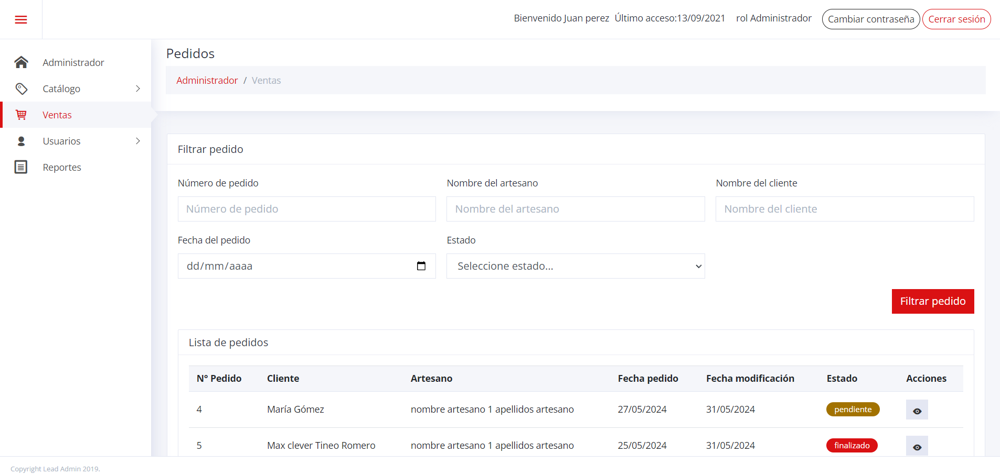 Bienvenido Juan perez Último acceso:13/09/2021 rol Administrador Cambiar contraseña Cerrar sesión
Administrador
Catálogo
Ventas
Usuarios
Reportes
Pedidos
Administrador / Ventas
Filtrar pedido
Número de pedido Nombre del artesano Nombre del cliente
Número de pedido Nombre del artesano Nombre del cliente
Fecha del pedido Estado
dd/mm/aaaa Seleccione estado...
Filtrar pedido
Lista de pedidos
N° Pedido Cliente Artesano Fecha pedido Fecha modificación Estado Acciones
4 María Gómez nombre artesano 1 apellidos artesano 27/05/2024 31/05/2024 pendiente
5 Max clever Tineo Romero nombre artesano 1 apellidos artesano 25/05/2024 31/05/2024 finalizado
Copyright Lead Admin 2019.